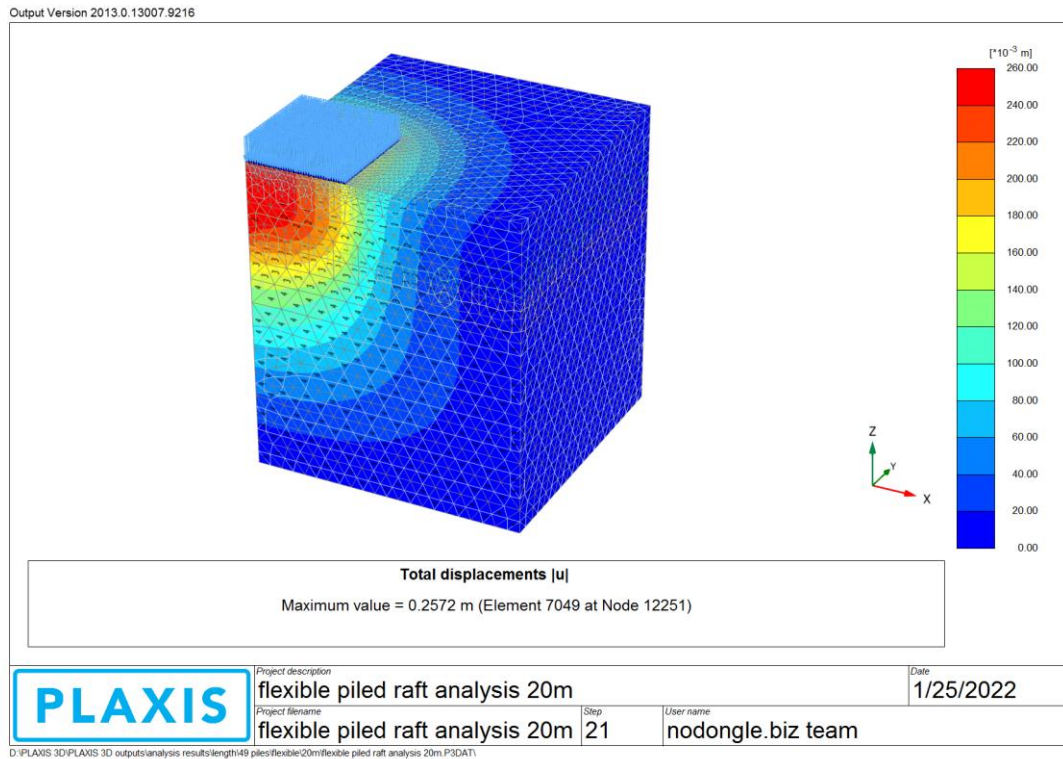 Output Version 2013.0.13007.9216
[*10⁻³ m]
260.00
240.00
220.00
200.00
180.00
160.00
140.00
120.00
100.00
80.00
60.00
40.00
20.00
0.00
Z
Y
X
Total displacements |u|
Maximum value = 0.2572 m (Element 7049 at Node 12251)
PLAXIS
Project description
flexible piled raft analysis 20m
Date
1/25/2022
Project filename
flexible piled raft analysis 20m
Step
21
User name
nodongle.biz team
D:\PLAXIS 3D\PLAXIS 3D outputs\analysis results\length\49 piles\flexible\20m\flexible piled raft analysis 20m.P3DAT\